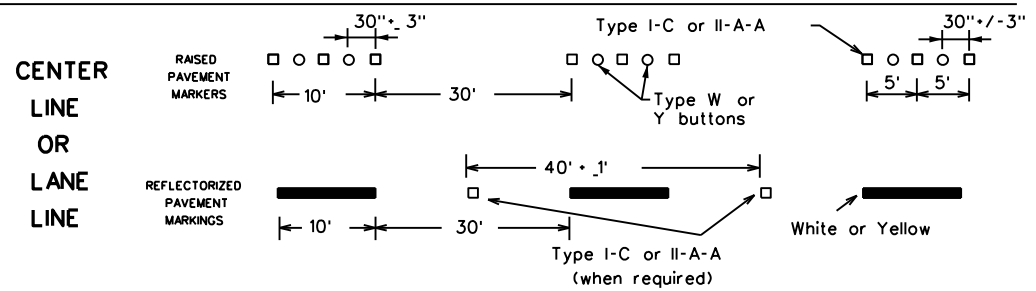 CENTER
LINE
OR
LANE
LINE
RAISED
PAVEMENT
MARKERS
30"+_ 3"
10'
30'
Type I-C or II-A-A
Type W or
Y buttons
30"+/-3"
5'
5'
REFLECTORIZED
PAVEMENT
MARKINGS
10'
30'
40' +_ 1'
Type I-C or II-A-A
(when required)
White or Yellow